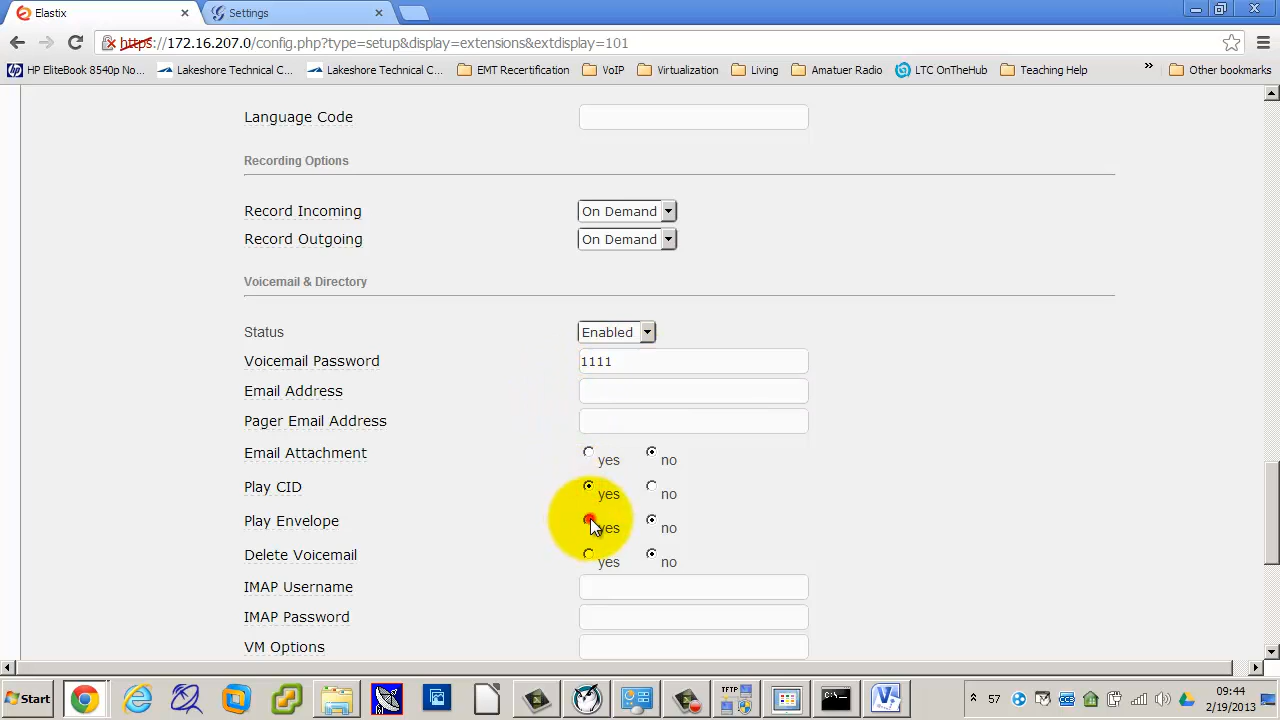 Elastix
Settings
https://172.16.207.0/config.php?type=setup&display=extensions&extdisplay=101
HP EliteBook 8540p No...
Lakeshore Technical C...
Lakeshore Technical C...
EMT Recertification
VoIP
Virtualization
Living
Amatuer Radio
LTC OnTheHub
Teaching Help
»
Other bookmarks
Language Code
Recording Options
Record Incoming On Demand
Record Outgoing On Demand
Voicemail & Directory
Status Enabled
Voicemail Password 1111
Email Address
Pager Email Address
Email Attachment yes no
Play CID yes no
Play Envelope yes no
Delete Voicemail yes no
IMAP Username
IMAP Password
VM Options
Start
TFTP
57
09:44
2/19/2013